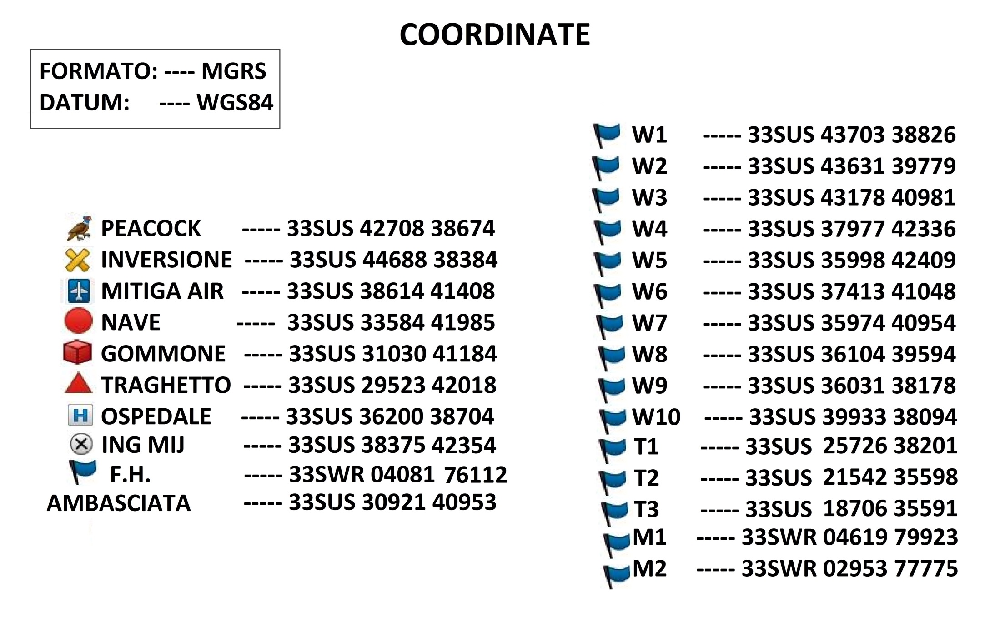 COORDINATE
FORMATO: ---- MGRS
DATUM: ---- WGS84
PEACOCK ----- 33SUS 42708 38674
INVERSIONE ----- 33SUS 44688 38384
MITIGA AIR ----- 33SUS 38614 41408
NAVE ----- 33SUS 33584 41985
GOMMONE ----- 33SUS 31030 41184
TRAGHETTO ----- 33SUS 29523 42018
H OSPEDALE ----- 33SUS 36200 38704
ING MIJ ----- 33SUS 38375 42354
F.H. ----- 33SWR 04081 76112
AMBASCIATA ----- 33SUS 30921 40953
W1 ----- 33SUS 43703 38826
W2 ----- 33SUS 43631 39779
W3 ----- 33SUS 43178 40981
W4 ----- 33SUS 37977 42336
W5 ----- 33SUS 35998 42409
W6 ----- 33SUS 37413 41048
W7 ----- 33SUS 35974 40954
W8 ----- 33SUS 36104 39594
W9 ----- 33SUS 36031 38178
W10 ----- 33SUS 39933 38094
T1 ----- 33SUS 25726 38201
T2 ----- 33SUS 21542 35598
T3 ----- 33SUS 18706 35591
M1 ----- 33SWR 04619 79923
M2 ----- 33SWR 02953 77775